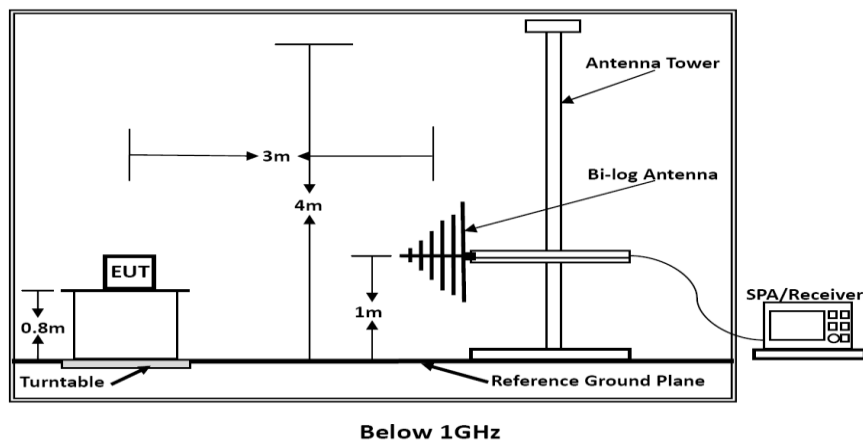 Antenna Tower
3m
Bi-log Antenna
4m
EUT
SPA/Receiver
0.8m
1m
Turntable
Reference Ground Plane
Below 1GHz